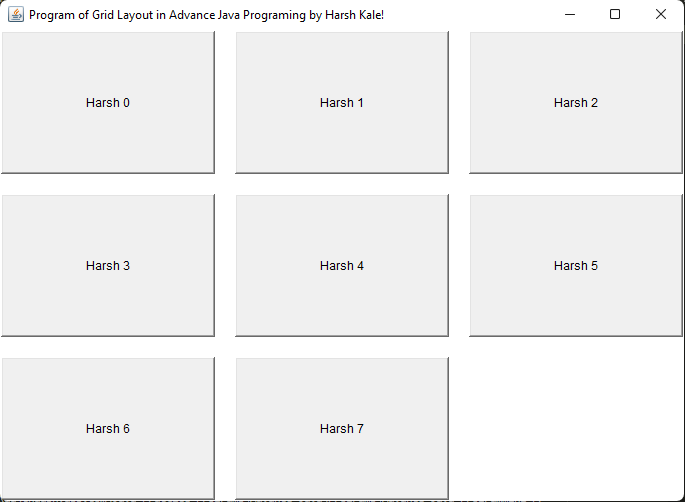 Program of Grid Layout in Advance Java Programing by Harsh Kale!
Harsh 0
Harsh 1
Harsh 2
Harsh 3
Harsh 4
Harsh 5
Harsh 6
Harsh 7